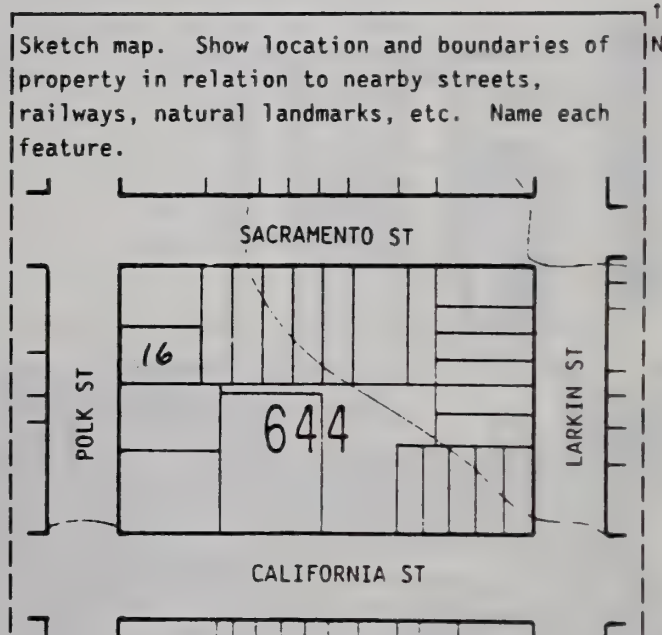 ↑
N
Sketch map. Show location and boundaries of
property in relation to nearby streets,
railways, natural landmarks, etc. Name each
feature.
SACRAMENTO ST
16
POLK ST
644
LARKIN ST
CALIFORNIA ST